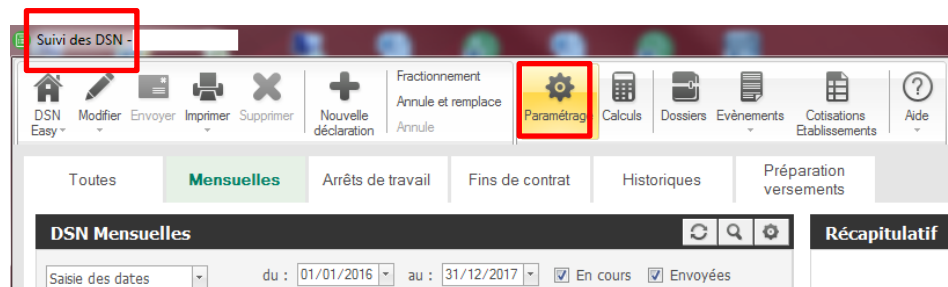 Suivi des DSN -
DSN
Easy
Modifier
Envoyer
Imprimer
Supprimer
Nouvelle
déclaration
Fractionnement
Annule et remplace
Annule
Paramétrage
Calculs
Dossiers
Evènements
Cotisations
Etablissements
Aide
Toutes
Mensuelles
Arrêts de travail
Fins de contrat
Historiques
Préparation
versements
DSN Mensuelles
Récapitulatif
Saisie des dates
du : 01/01/2016 au : 31/12/2017
En cours
Envoyées